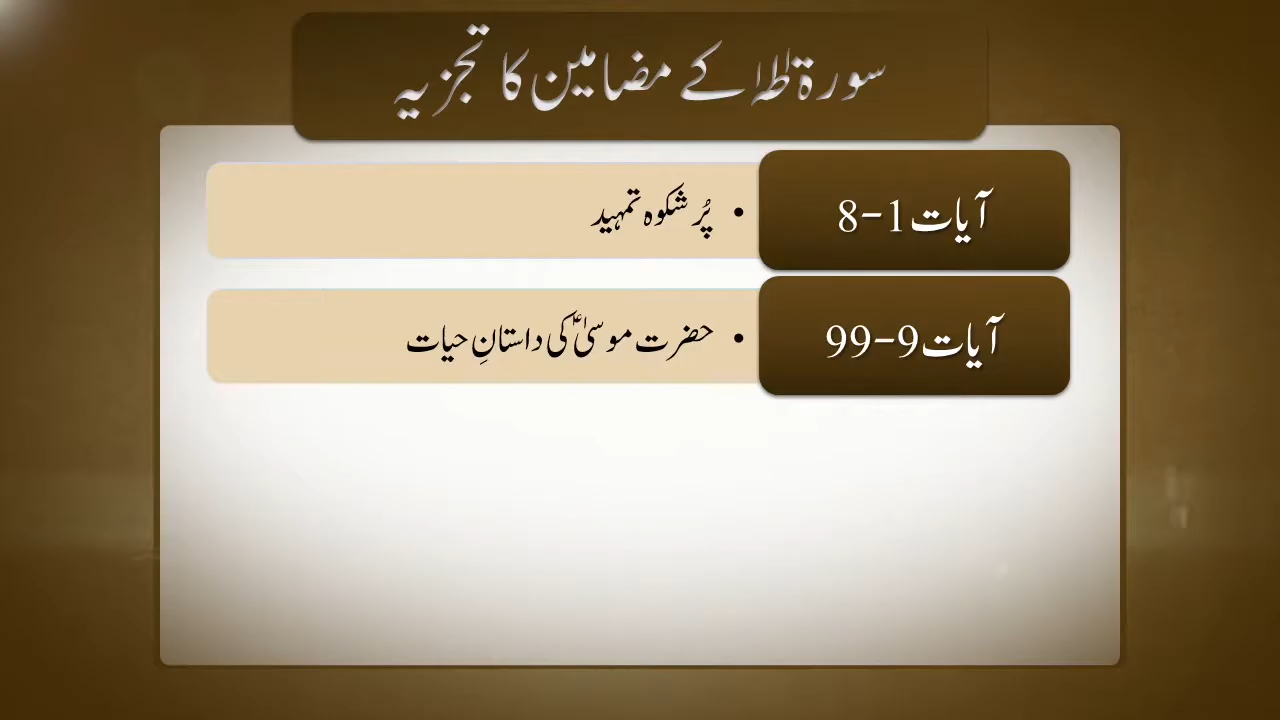 سورۃ طٰہٰ کے مضامین کا تجزیہ
آیات 1-8
• پُر شکوہ تمہید
آیات 9-99
• حضرت موسیٰؑ کی داستانِ حیات